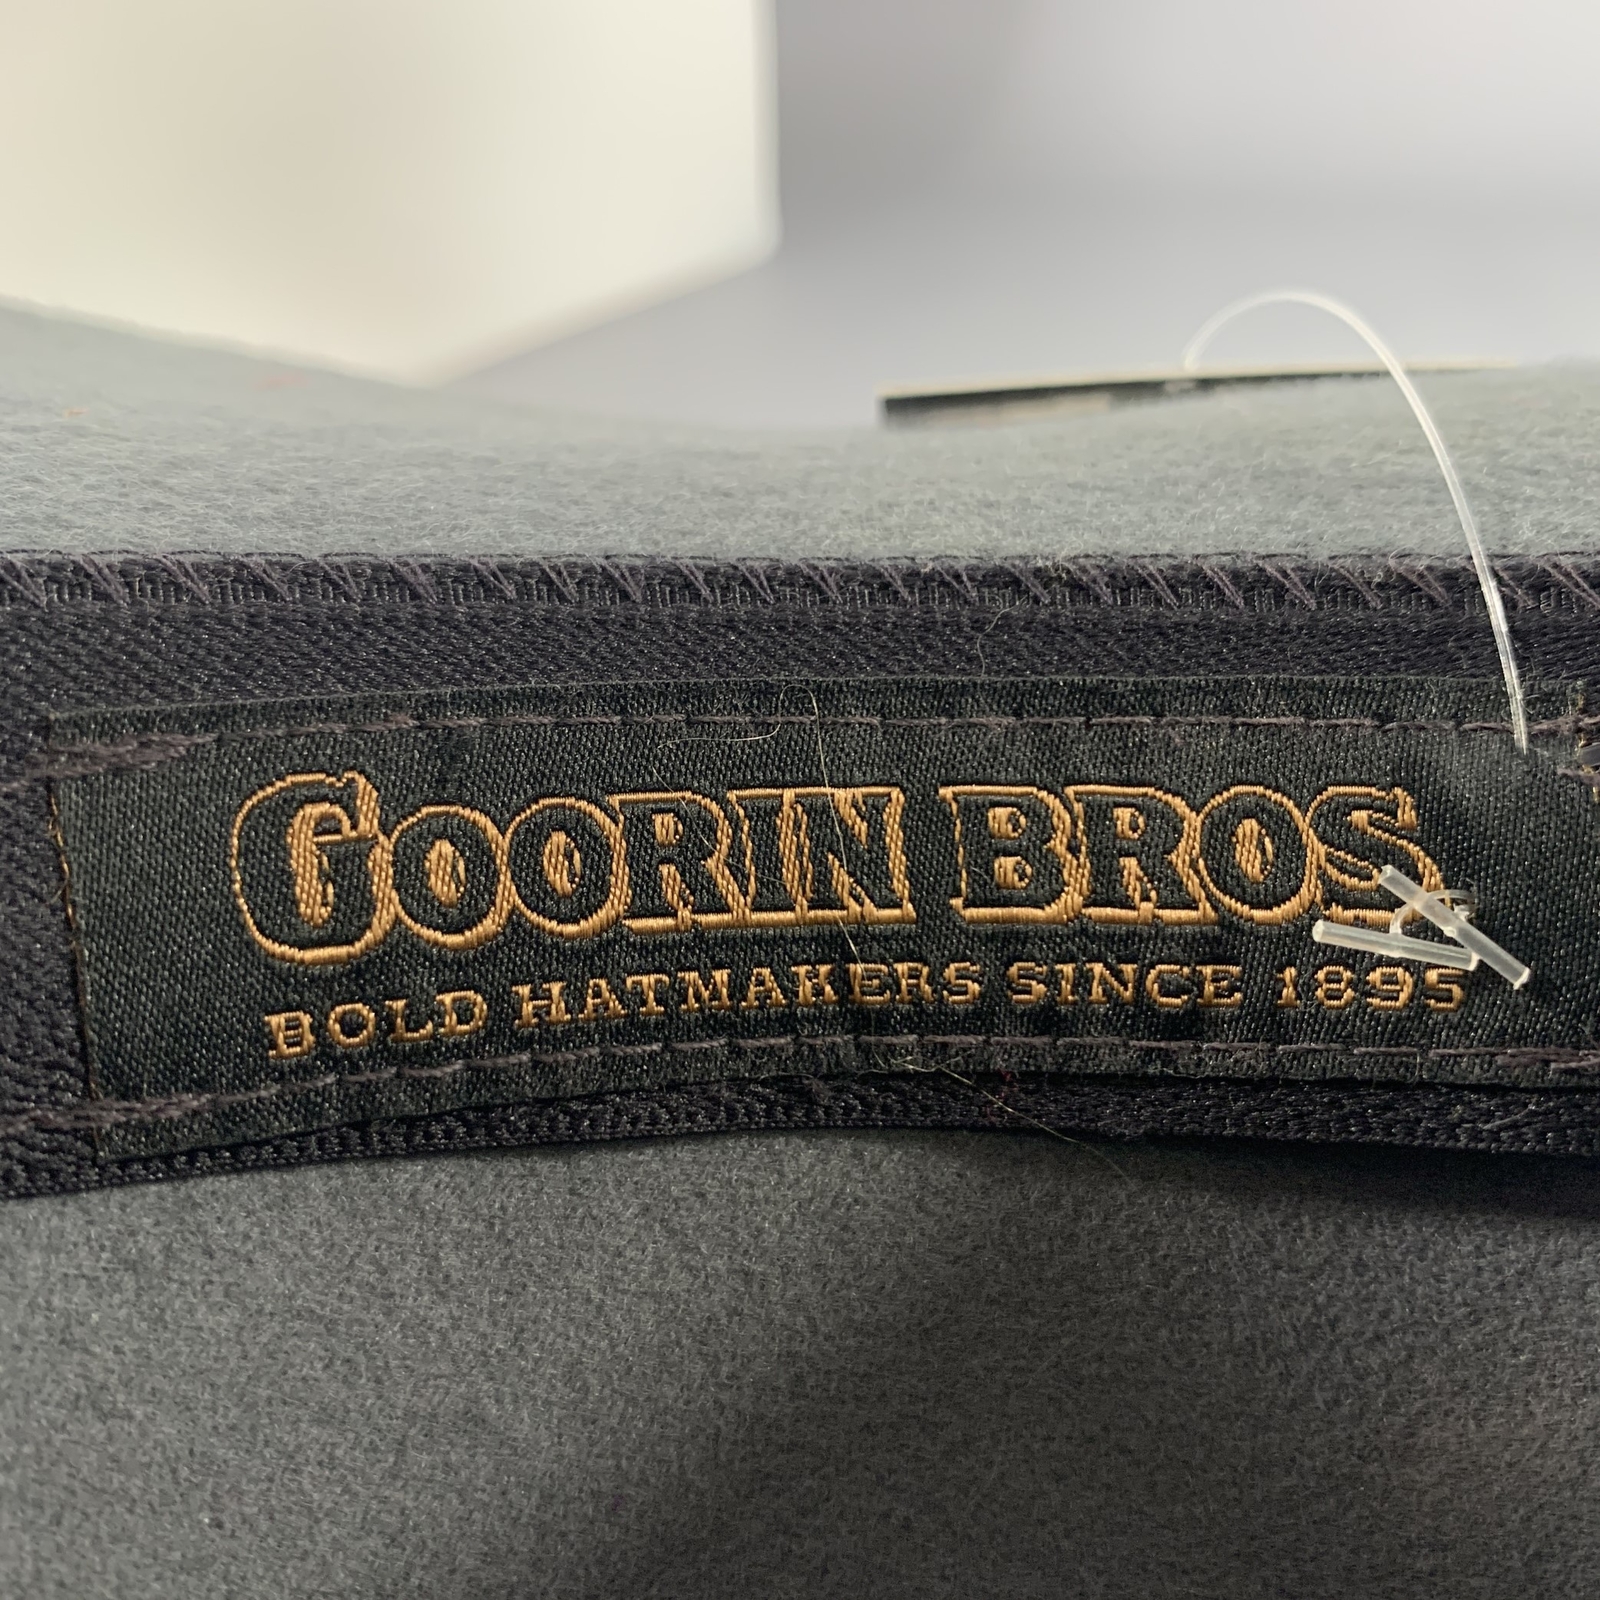 GOORIN BROS
BOLD HATMAKERS SINCE 1895